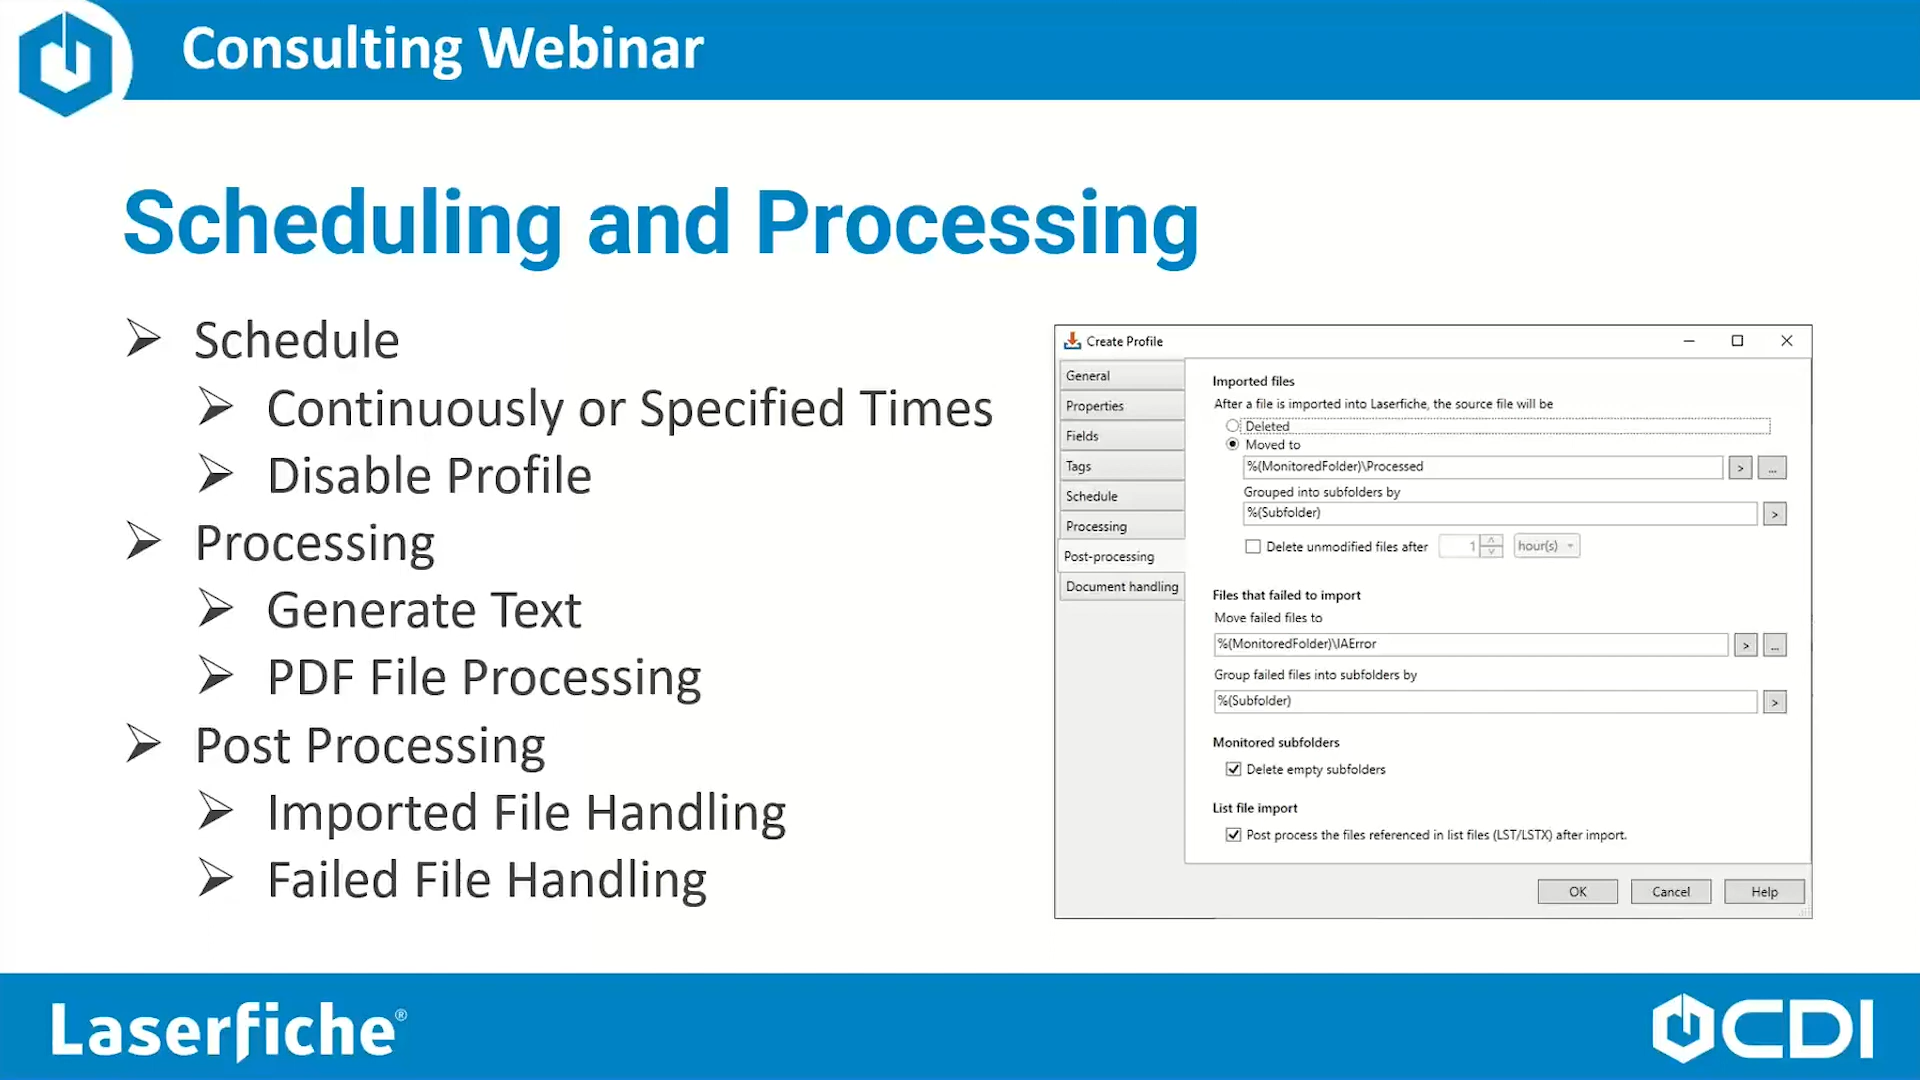 Consulting Webinar
Scheduling and Processing
Schedule
Continuously or Specified Times
Disable Profile
Processing
Generate Text
PDF File Processing
Post Processing
Imported File Handling
Failed File Handling
Create Profile
General
Properties
Fields
Tags
Schedule
Processing
Post-processing
Document handling
Imported files
After a file is imported into Laserfiche, the source file will be
Deleted
Moved to
%(MonitoredFolder)\Processed
> ...
Grouped into subfolders by
%(Subfolder)
>
Delete unmodified files after 1 hour(s)
Files that failed to import
Move failed files to
%(MonitoredFolder)\IAError
> ...
Group failed files into subfolders by
%(Subfolder)
>
Monitored subfolders
Delete empty subfolders
List file import
Post process the files referenced in list files (LST/LSTX) after import.
OK Cancel Help
Laserfiche®
CDI